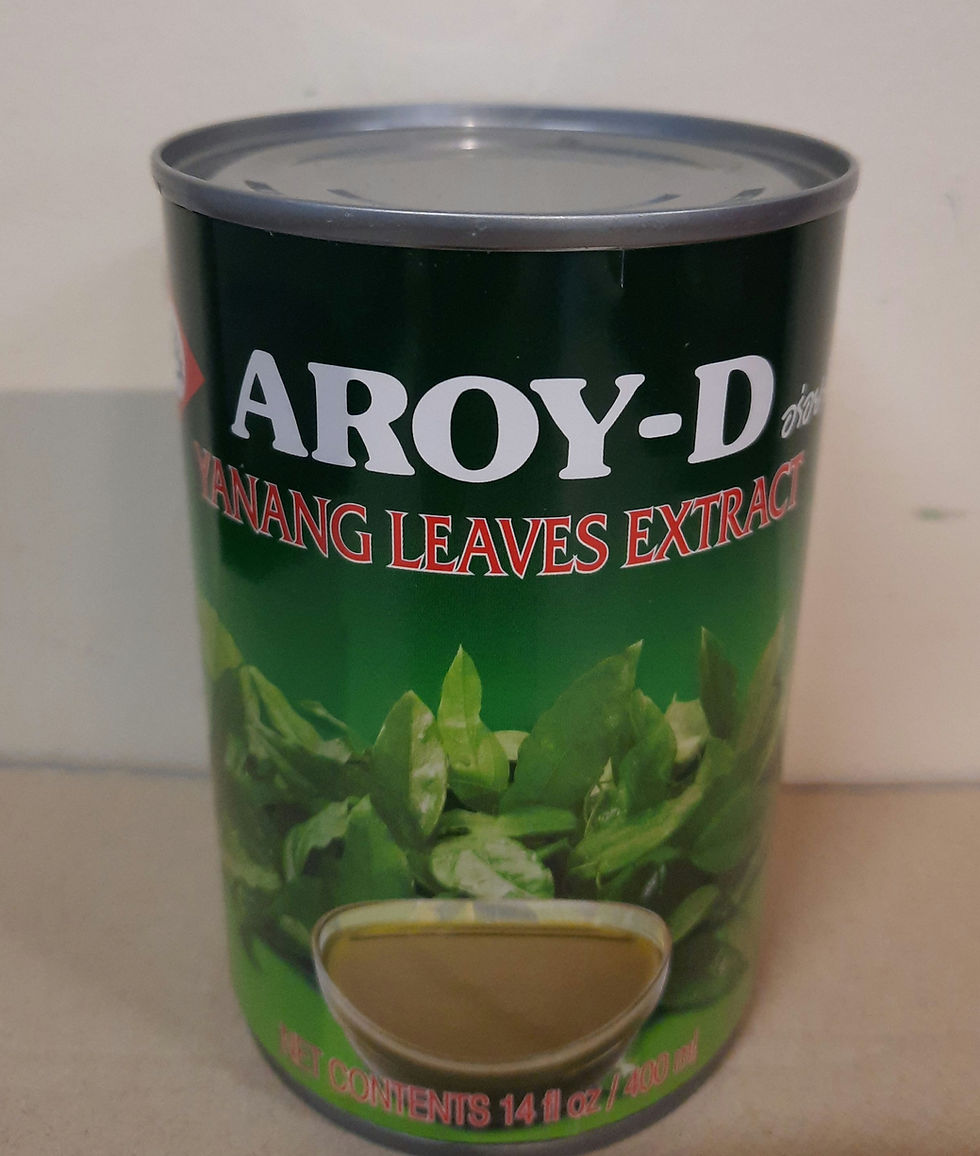 AROY-D
YANANG LEAVES EXTRACT
NET CONTENTS 14 fl oz / 400 ml